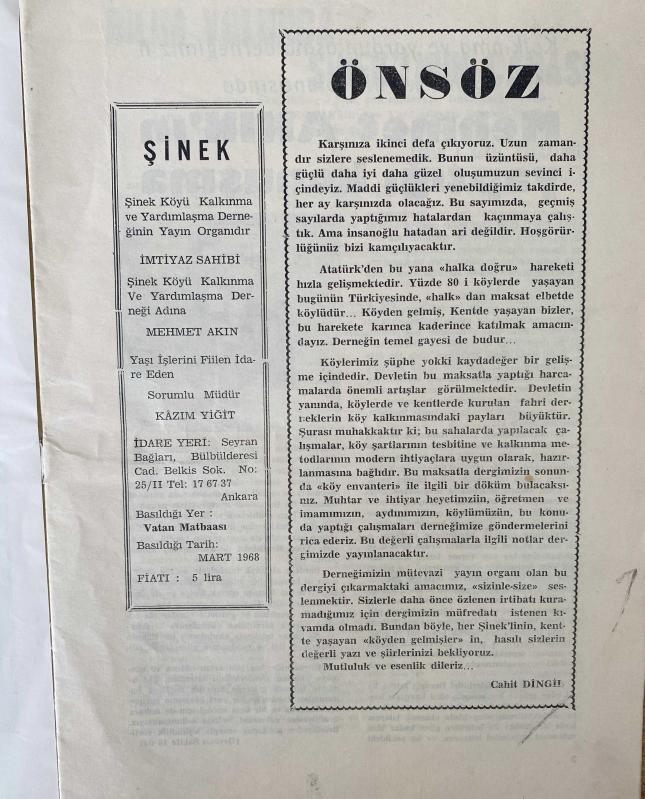 ŞİNEK
Şinek Köyü Kalkınma
ve Yardımlaşma Derne-
ğinin Yayın Organıdır
İMTİYAZ SAHİBİ
Şinek Köyü Kalkınma
Ve Yardımlaşma Der-
neği Adına
MEHMET AKIN
Yaşı İşlerini Fiilen İda-
re Eden
Sorumlu Müdür
KÂZIM YİĞİT
İDARE YERİ: Seyran
Bağları, Bülbülderesi
Cad. Belkis Sok. No:
25/II Tel: 17 67 37
Ankara
Basıldığı Yer :
Vatan Matbaası
Basıldığı Tarih:
MART 1968
FİATI : 5 lira
ÖNSÖZ
Karşınıza ikinci defa çıkıyoruz. Uzun zaman-
dır sizlere seslenemedik. Bunun üzüntüsü, daha
güçlü daha iyi daha güzel oluşumuzun sevinci i-
çindeyiz. Maddi güçlükleri yenebildiğimiz takdirde,
her ay karşınızda olacağız. Bu sayımızda, geçmiş
sayılarda yaptığımız hatalardan kaçınmaya çalış-
tık. Ama insanoğlu hatadan ari değildir. Hoşgörür-
lüğünüz bizi kamçılıyacaktır.
Atatürk'den bu yana «halka doğru» hareketi
hızla gelişmektedir. Yüzde 80 i köylerde yaşayan
bugünün Türkiyesinde, «halk» dan maksat elbetde
köylüdür... Köyden gelmiş, Kentde yaşayan bizler,
bu harekete karınca kaderince katılmak amacın-
dayız. Derneğin temel gayesi de budur...
Köylerimiz şüphe yokki kaydadeğer bir geliş-
me içindedir. Devletin bu maksatla yaptığı harca-
malarda önemli artışlar görülmektedir. Devletin
yanında, köylerde ve kentlerde kurulan fahri der-
neklerin köy kalkınmasındaki payları büyüktür.
Şurası muhakkaktır ki; bu sahalarda yapılacak ça-
lışmalar, köy şartlarının tesbitine ve kalkınma me-
todlarının modern ihtiyaçlara uygun olarak, hazır-
lanmasına bağlıdır. Bu maksatla dergimizin sonun-
da «köy envanteri» ile ilgili bir döküm bulacaksı-
nız. Muhtar ve ihtiyar heyetimziin, öğretmen ve
imamımızın, aydınımızın, köylümüzün, bu konu-
da yaptığı çalışmaları derneğimize göndermelerini
rica ederiz. Bu değerli çalışmalarla ilgili notlar der-
gimizde yayınlanacaktır.
Derneğimizin mütevazi yayın organı olan bu
dergiyi çıkarmaktaki amacımız, «sizinle-size» ses-
lenmektir. Sizlerle daha önce özlenen irtibatı kura-
madığımız için dergimizin müfredatı istenen kı-
vamda olmadı. Bundan böyle, her Şinek'linin, kent-
te yaşayan «köyden gelmişler» in, hasılı sizlerin
değerli yazı ve şiirlerinizi bekliyoruz.
Mutluluk ve esenlik dileriz...
Cahit DİNGİL